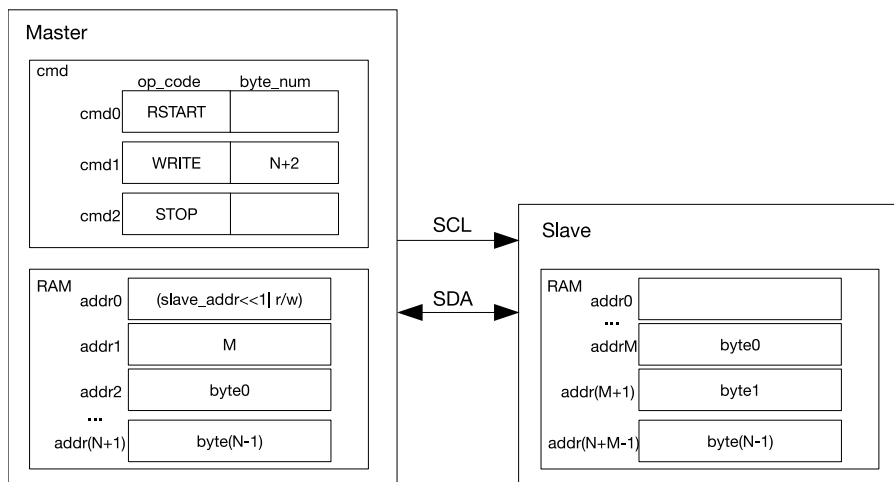 Master
cmd
op_code byte_num
cmd0 RSTART
cmd1 WRITE N+2
cmd2 STOP
RAM
addr0 (slave_addr<<1| r/w)
addr1 M
addr2 byte0
...
addr(N+1) byte(N-1)
SCL
SDA
Slave
RAM
addr0
...
addrM byte0
addr(M+1) byte1
addr(N+M-1) byte(N-1)